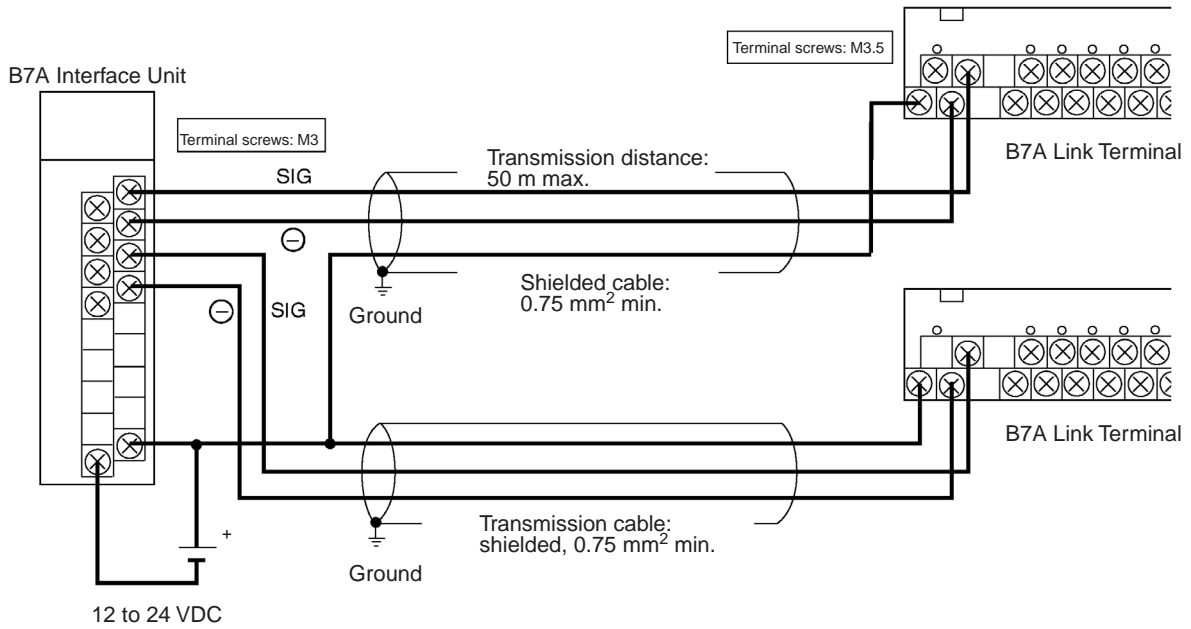 Terminal screws: M3.5
B7A Interface Unit
Terminal screws: M3
B7A Link Terminal
Transmission distance:
50 m max.
SIG
⊖
Shielded cable:
0.75 mm² min.
⊖
SIG
Ground
B7A Link Terminal
Transmission cable:
shielded, 0.75 mm² min.
+
Ground
12 to 24 VDC